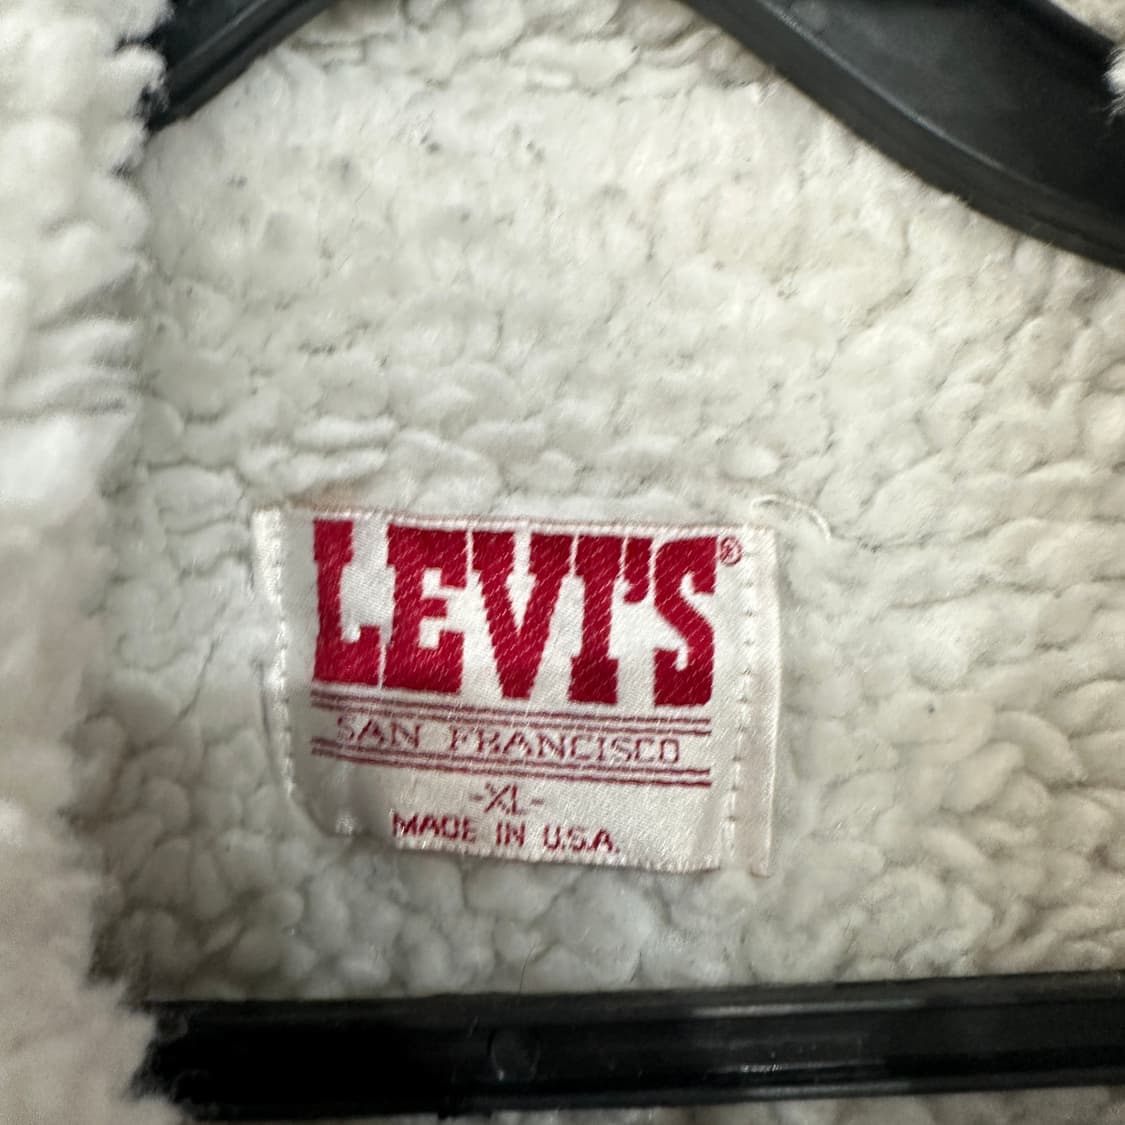 LEVI'S®
SAN FRANCISCO
-XL-
MADE IN U.S.A.